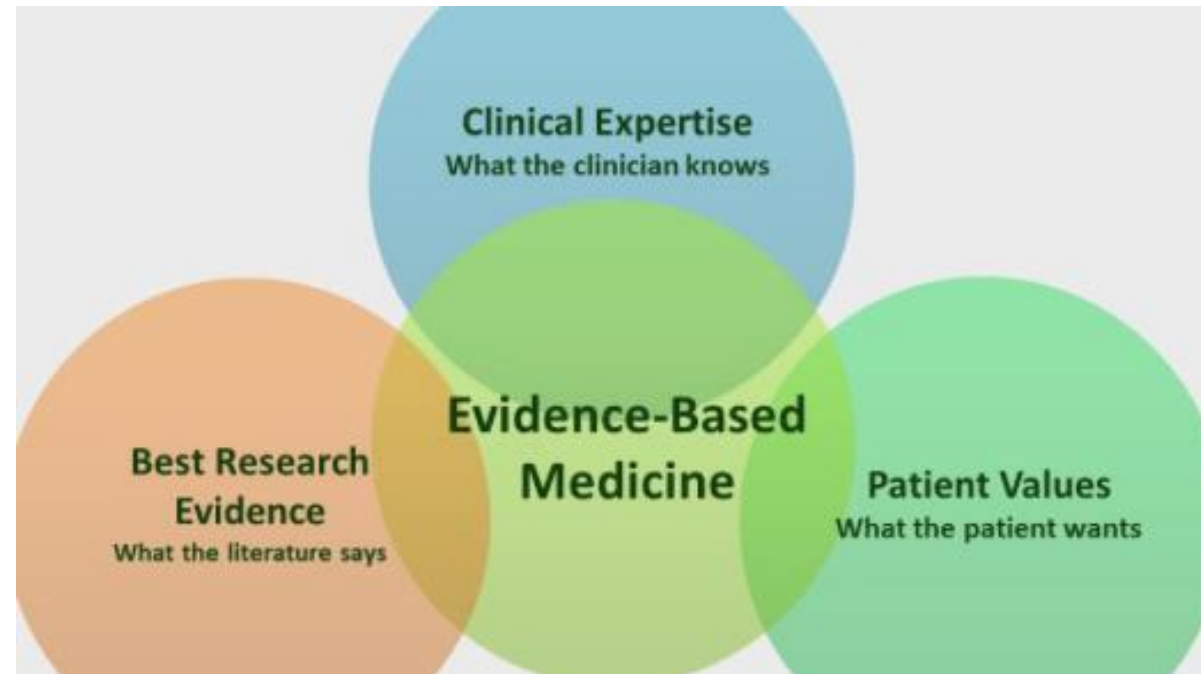 Clinical Expertise
What the clinician knows
Evidence-Based
Medicine
Best Research
Evidence
What the literature says
Patient Values
What the patient wants